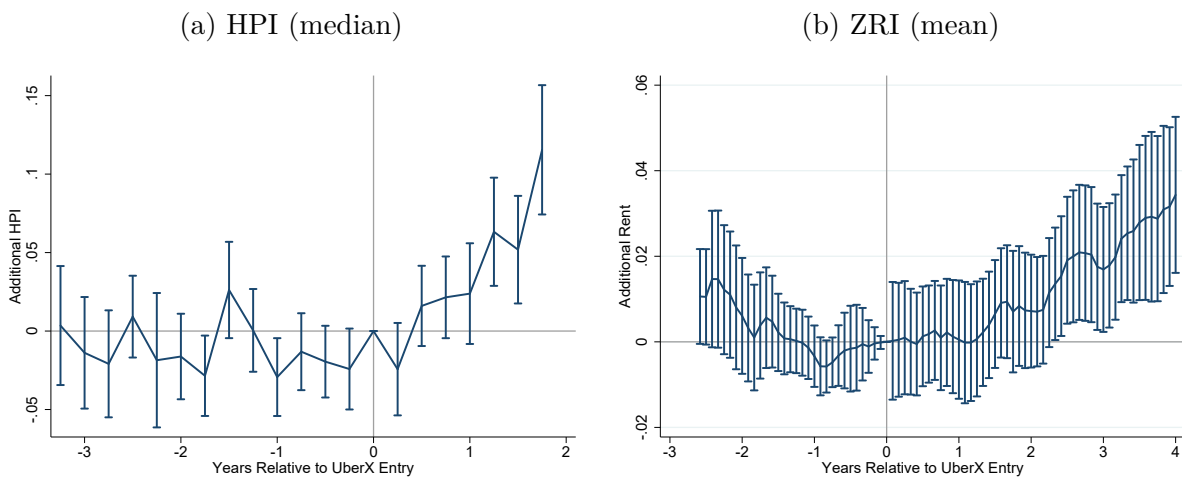 (a) HPI (median)
.15
.1
.05
0
-.05
Additional HPI
-3 -2 -1 0 1 2
Years Relative to UberX Entry
(b) ZRI (mean)
.06
.04
.02
0
-.02
Additional Rent
-3 -2 -1 0 1 2 3 4
Years Relative to UberX Entry